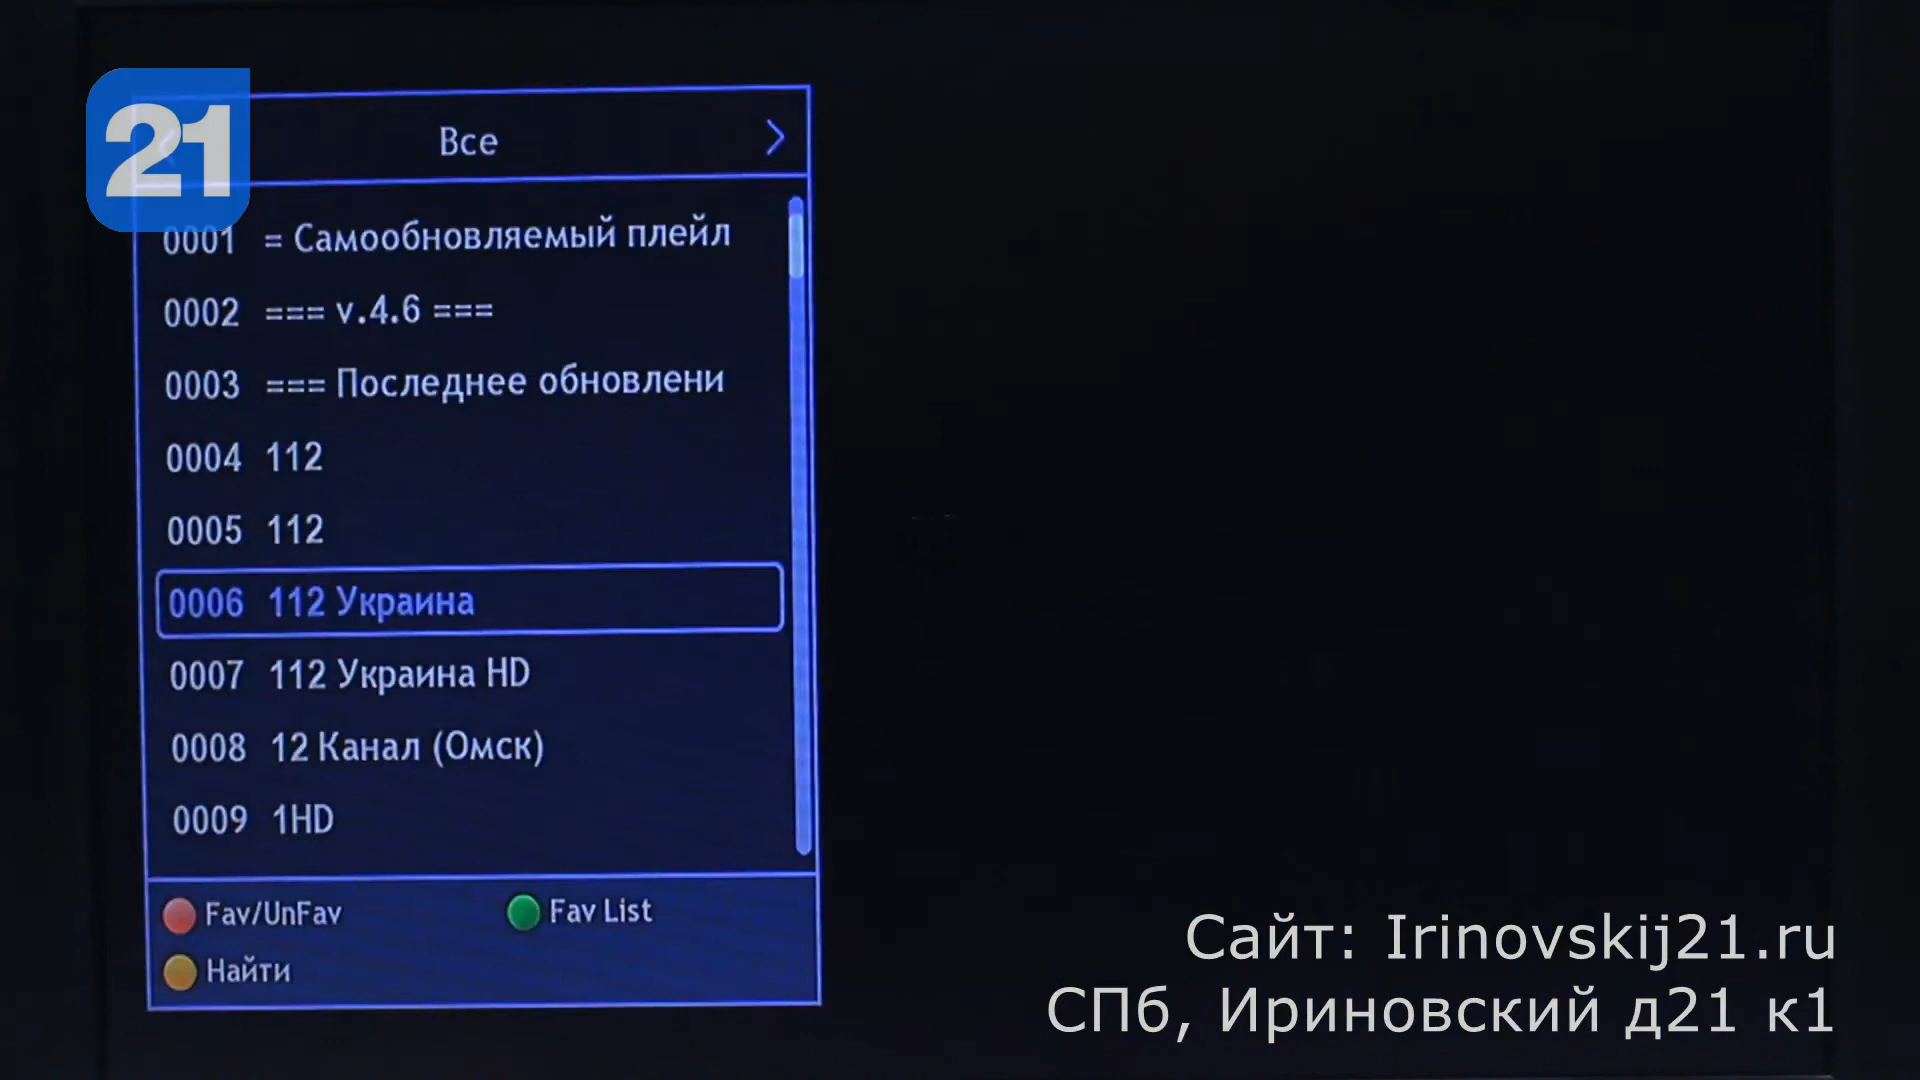 21
Все
0001 = Самообновляемый плейл
0002 === v.4.6 ===
0003 === Последнее обновлени
0004 112
0005 112
0006 112 Украина
0007 112 Украина HD
0008 12 Канал (Омск)
0009 1HD
Fav/UnFav Fav List
Найти
Сайт: Irinovskij21.ru
СПб, Ириновский д21 к1